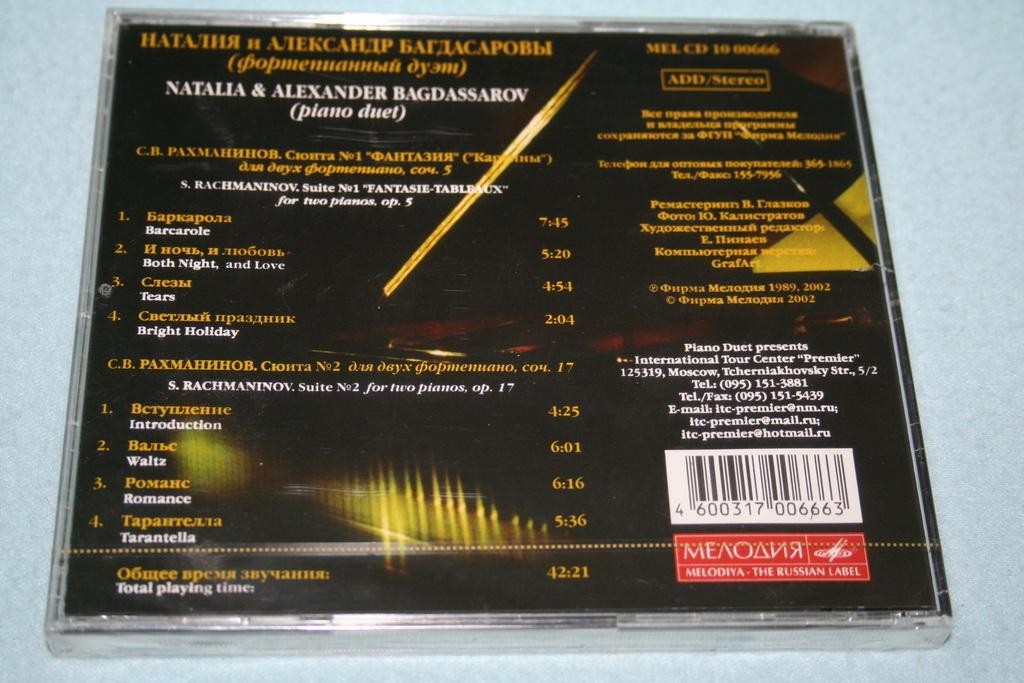 НАТАЛИЯ и АЛЕКСАНДР БАГДАСАРОВЫ
(фортепианный дуэт)
NATALIA & ALEXANDER BAGDASSAROV
(piano duet)
С.В. РАХМАНИНОВ. Сюита №1 "ФАНТАЗИЯ" ("Картины")
для двух фортепиано, соч. 5
S. RACHMANINOV. Suite №1 "FANTASIE-TABLEAUX"
for two pianos, op. 5
1. Баркарола 7:45
Barcarole
2. И ночь, и любовь 5:20
Both Night, and Love
3. Слезы 4:54
Tears
4. Светлый праздник 2:04
Bright Holiday
С.В. РАХМАНИНОВ. Сюита №2 для двух фортепиано, соч. 17
S. RACHMANINOV. Suite №2 for two pianos, op. 17
1. Вступление 4:25
Introduction
2. Вальс 6:01
Waltz
3. Романс 6:16
Romance
4. Тарантелла 5:36
Tarantella
Общее время звучания: 42:21
Total playing time:
MEL CD 10 00666
ADD/Stereo
Все права производителя
и владельца программы
сохраняются за ФГУП "Фирма Мелодия"
Телефон для оптовых покупателей: 365-1865
Тел./Факс: 155-7956
Ремастеринг: В. Глазков
Фото: Ю. Калистратов
Художественный редактор:
Е. Пинаев
Компьютерная верстка:
GrafArt
℗ Фирма Мелодия 1989, 2002
© Фирма Мелодия 2002
Piano Duet presents
International Tour Center "Premier"
125319, Moscow, Tcherniakhovsky Str., 5/2
Tel.: (095) 151-3881
Tel./Fax: (095) 151-5439
E-mail: itc-premier@nm.ru;
itc-premier@mail.ru;
itc-premier@hotmail.ru
4 600317 006663
МЕЛОДИЯ
MELODIYA - THE RUSSIAN LABEL